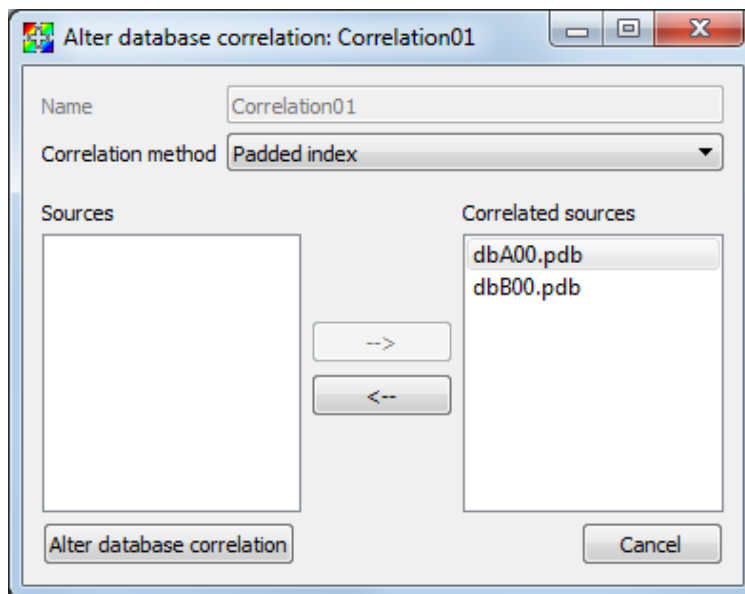 Alter database correlation: Correlation01
Name Correlation01
Correlation method Padded index
Sources Correlated sources
dbA00.pdb
dbB00.pdb
-->
<--
Alter database correlation Cancel